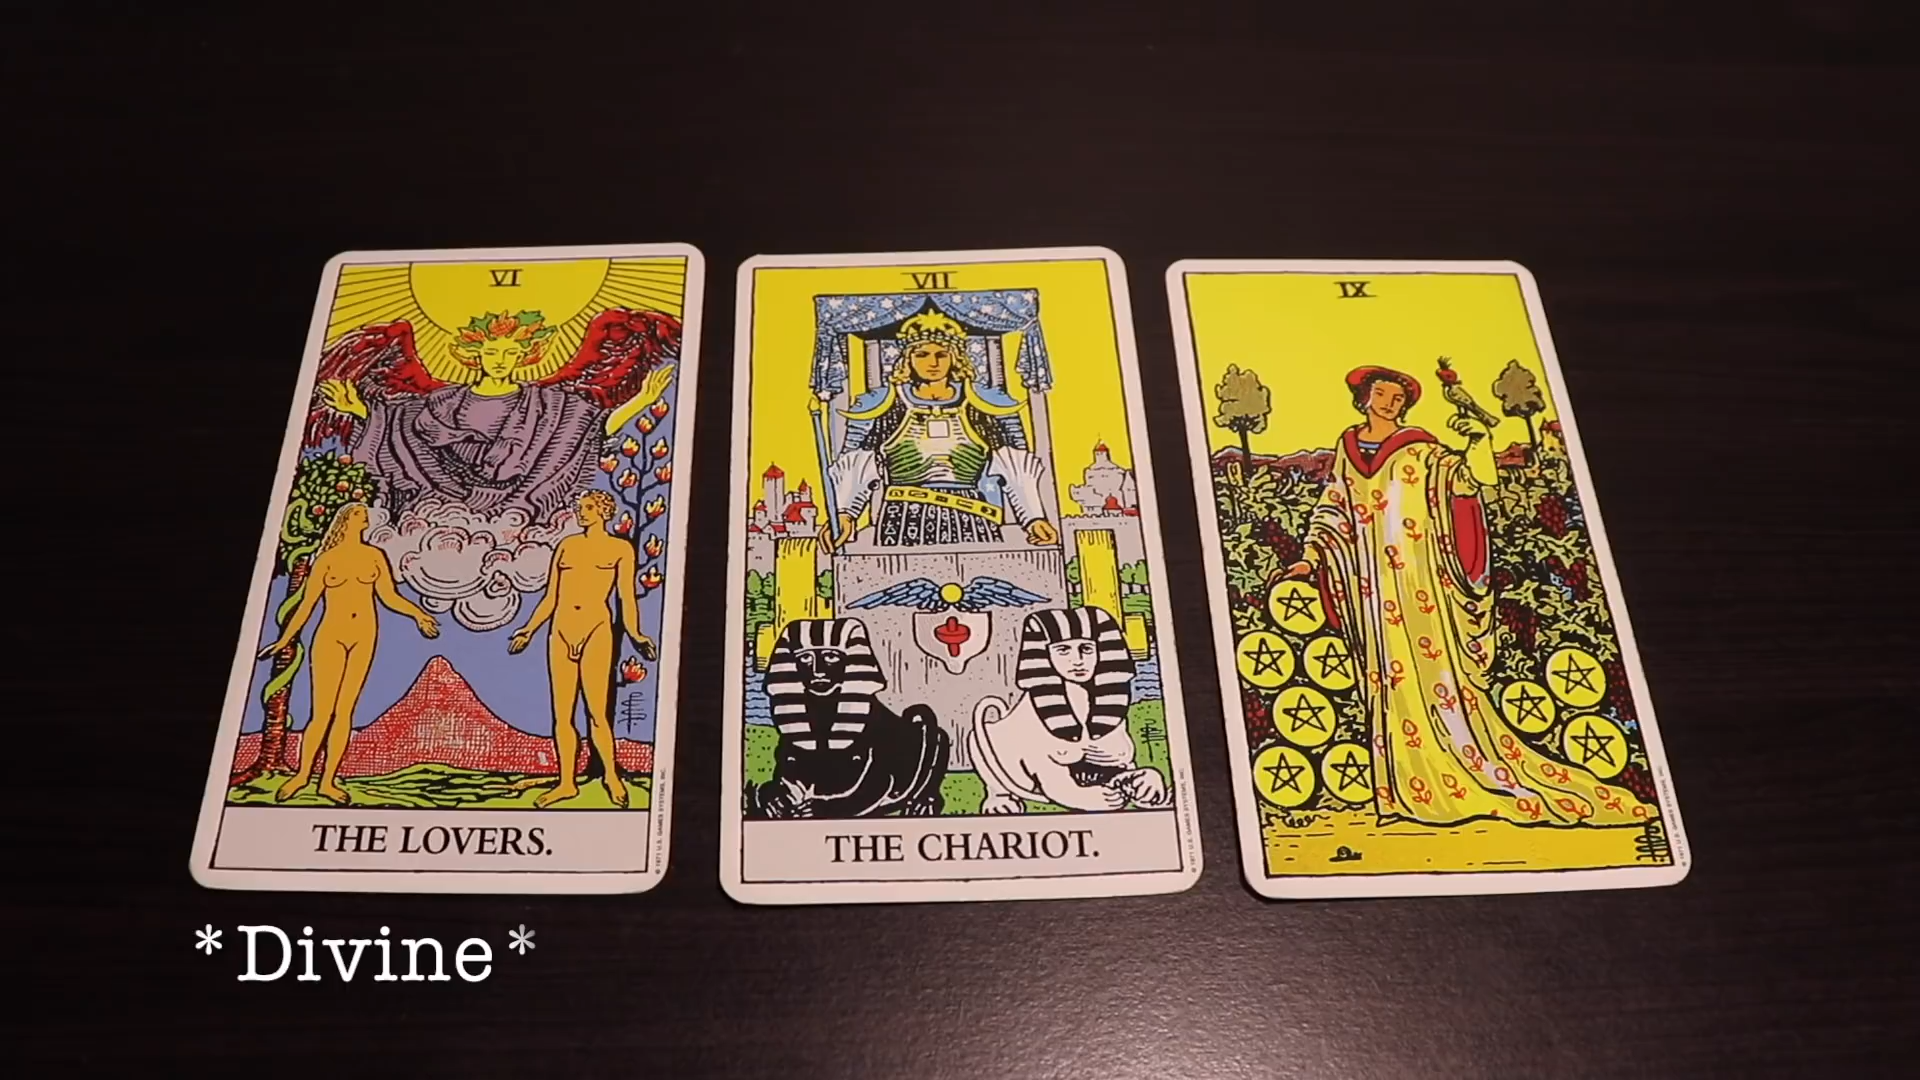 VI
VII
IX
THE LOVERS.
THE CHARIOT.
*Divine*